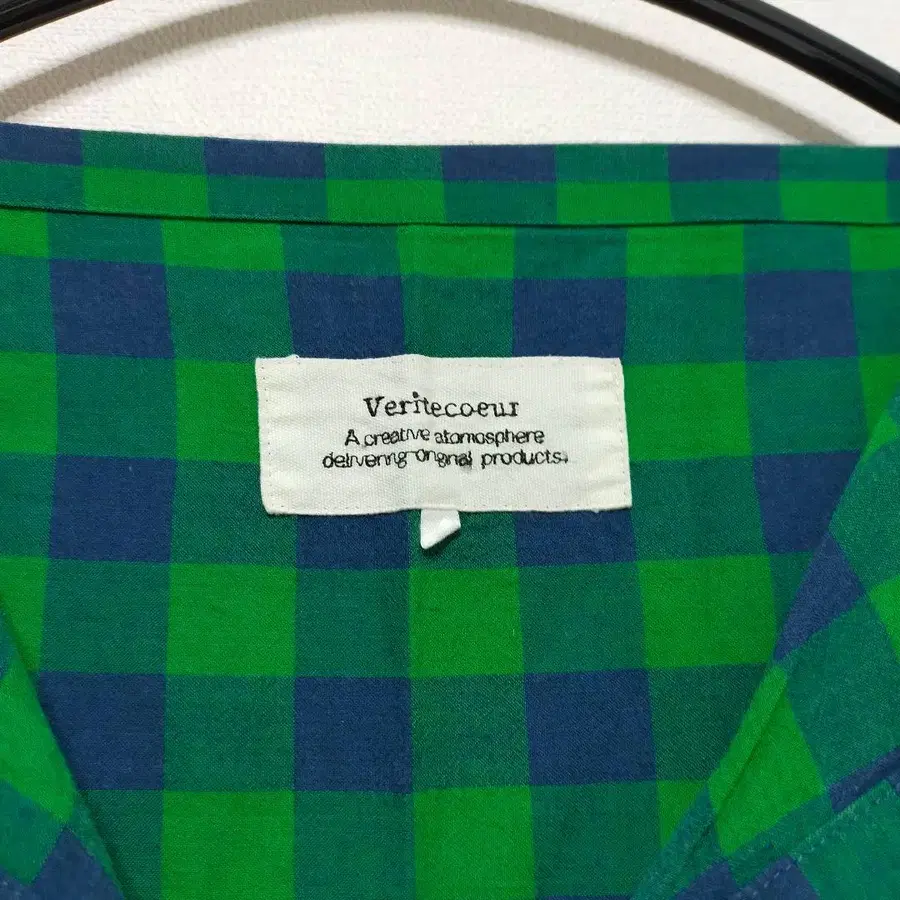 Veritecoeur
A creative atomosphere
delivering original products.